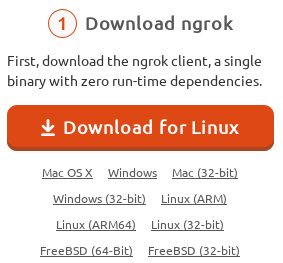 1 Download ngrok
First, download the ngrok client, a single
binary with zero run-time dependencies.
Download for Linux
Mac OS X Windows Mac (32-bit)
Windows (32-bit) Linux (ARM)
Linux (ARM64) Linux (32-bit)
FreeBSD (64-Bit) FreeBSD (32-bit)